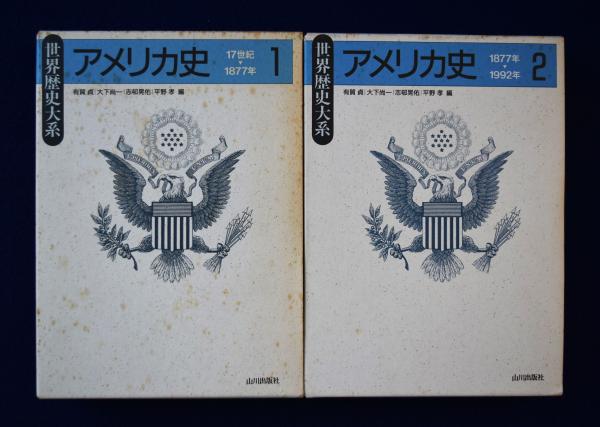 世界歴史大系
アメリカ史
17世紀
1877年
1
有賀 貞|大下尚一|志邨晃佑|平野 孝 編
山川出版社
世界歴史大系
アメリカ史
1877年
1992年
2
有賀 貞|大下尚一|志邨晃佑|平野 孝 編
山川出版社